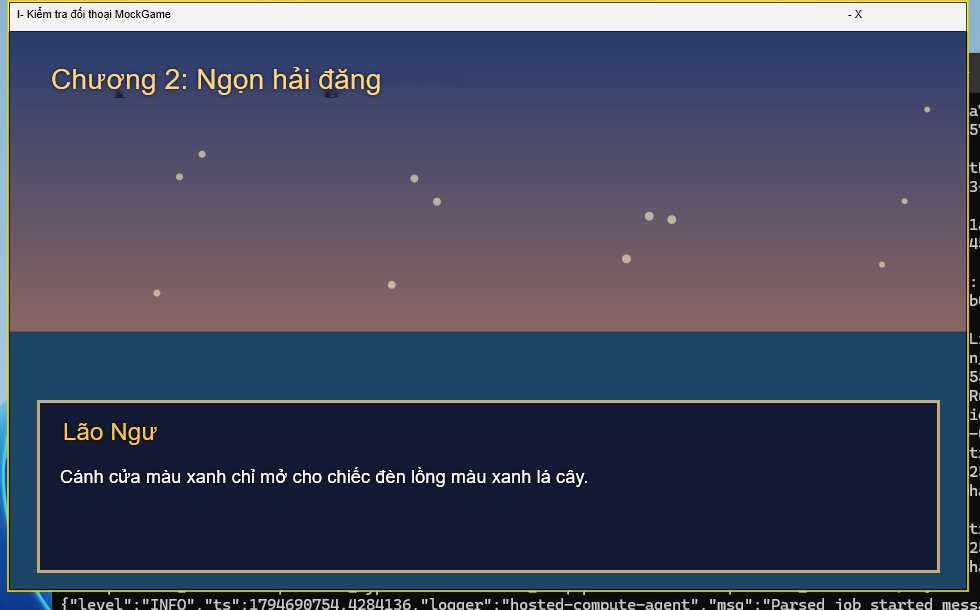 I- Kiểm tra đối thoại MockGame
- X
Chương 2: Ngọn hải đăng
Lão Ngư
Cánh cửa màu xanh chỉ mở cho chiếc đèn lồng màu xanh lá cây.
{"level":"INFO","ts":1794690754.4284136,"logger":"hosted-compute-agent","msg":"Parsed job started mes